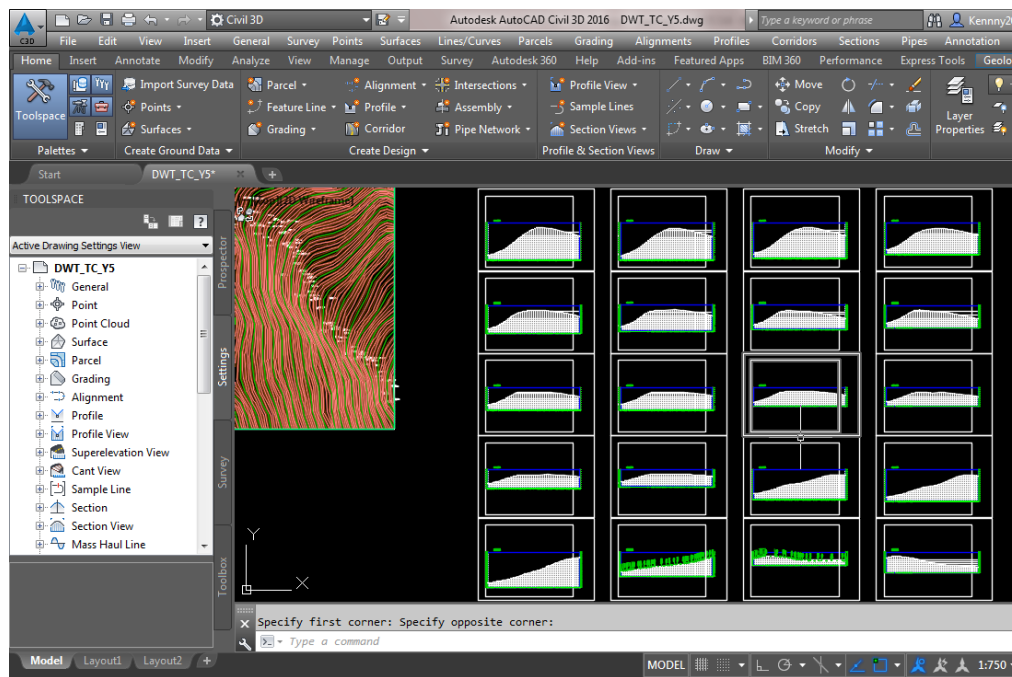 Civil 3D Autodesk AutoCAD Civil 3D 2016 DWT_TC_Y5.dwg Type a keyword or phrase Kennny2
C3D File Edit View Insert General Survey Points Surfaces Lines/Curves Parcels Grading Alignments Profiles Corridors Sections Pipes Annotation
Home Insert Annotate Modify Analyze View Manage Output Survey Autodesk 360 Help Add-ins Featured Apps BIM 360 Performance Express Tools Geolo
Import Survey Data Parcel Alignment Intersections Profile View Move
Toolspace Points Feature Line Profile Assembly Sample Lines Copy Layer
Surfaces Grading Corridor Pipe Network Section Views Stretch Properties
Palettes Create Ground Data Create Design Profile & Section Views Draw Modify
Start DWT_TC_Y5*
TOOLSPACE
Active Drawing Settings View
DWT_TC_Y5
General
Point
Point Cloud
Surface
Parcel
Grading
Alignment
Profile
Profile View
Superelevation View
Cant View
Sample Line
Section
Section View
Mass Haul Line
Prospector
Settings
Survey
Toolbox
Y
X
Specify first corner: Specify opposite corner:
Type a command
Model Layout1 Layout2 + MODEL 1:750